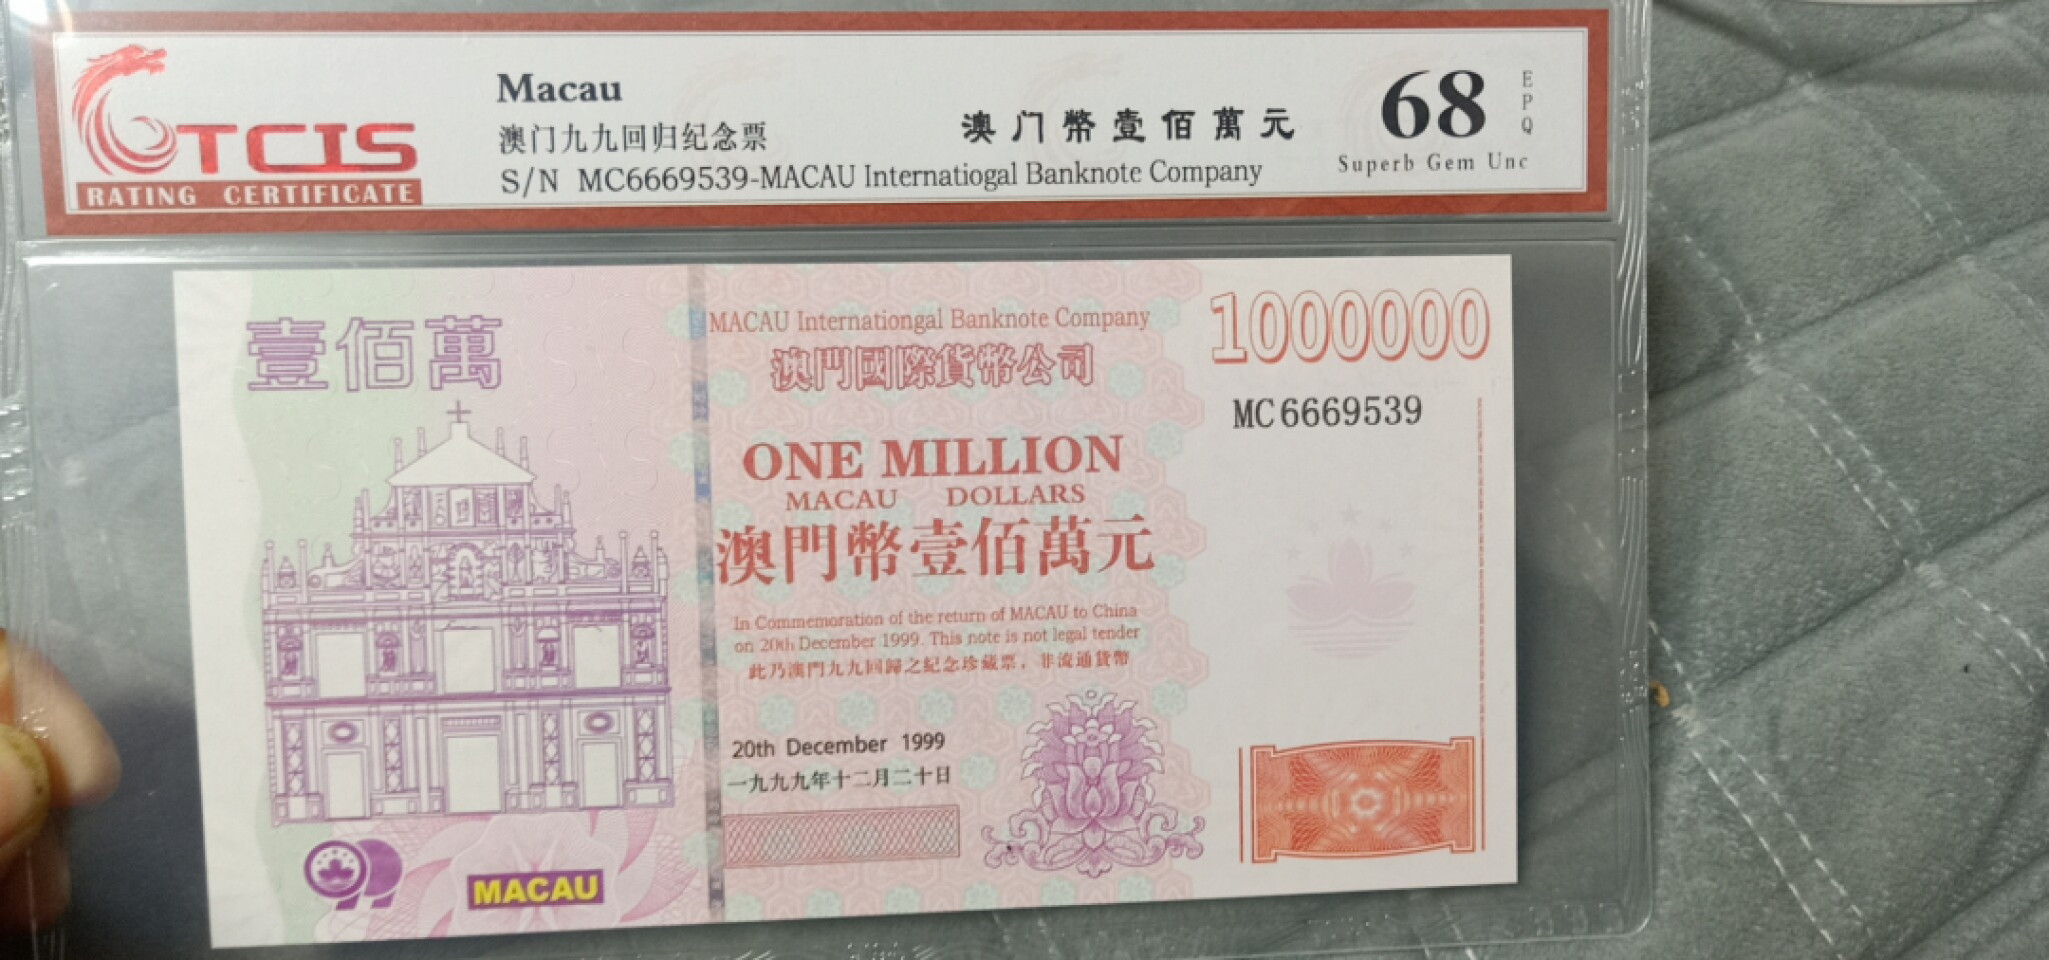 TCIS
RATING CERTIFICATE
Macau
澳门九九回归纪念票
S/N MC6669539-MACAU Internatiogal Banknote Company
澳门幣壹佰萬元
68
EPQ
Superb Gem Unc
壹佰萬
MACAU Internationgal Banknote Company
澳門國際貨幣公司
1000000
MC6669539
ONE MILLION
MACAU DOLLARS
澳門幣壹佰萬元
In Commemoration of the return of MACAU to China
on 20th December 1999. This note is not legal tender
此乃澳門九九回歸之紀念珍藏票，非流通貨幣
20th December 1999
一九九九年十二月二十日
99
MACAU